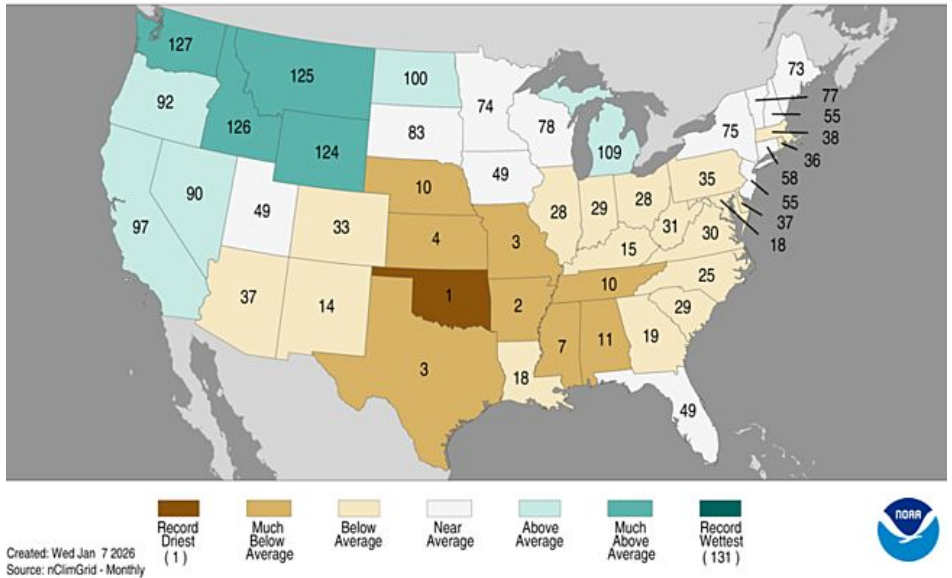 127
125
100
73
92
74
77
126
124
83
78
75
55
38
109
36
49
58
90
10
35
55
97
49
33
28
29
28
37
31
30
18
4
3
15
37
14
1
10
25
2
29
7
11
19
3
18
49
Record
Driest
( 1 )
Much
Below
Average
Below
Average
Near
Average
Above
Average
Much
Above
Average
Record
Wettest
( 131 )
NOAA
Created: Wed Jan 7 2026
Source: nClimGrid - Monthly